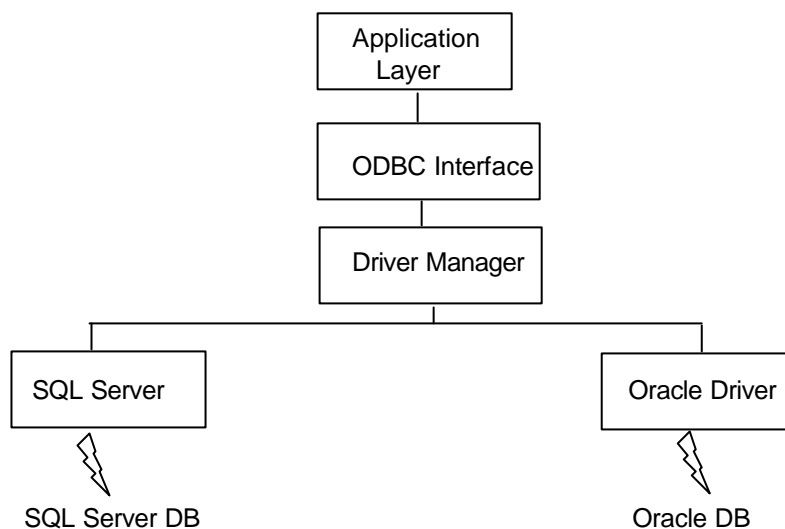 Application
Layer
ODBC Interface
Driver Manager
SQL Server
Oracle Driver
SQL Server DB
Oracle DB